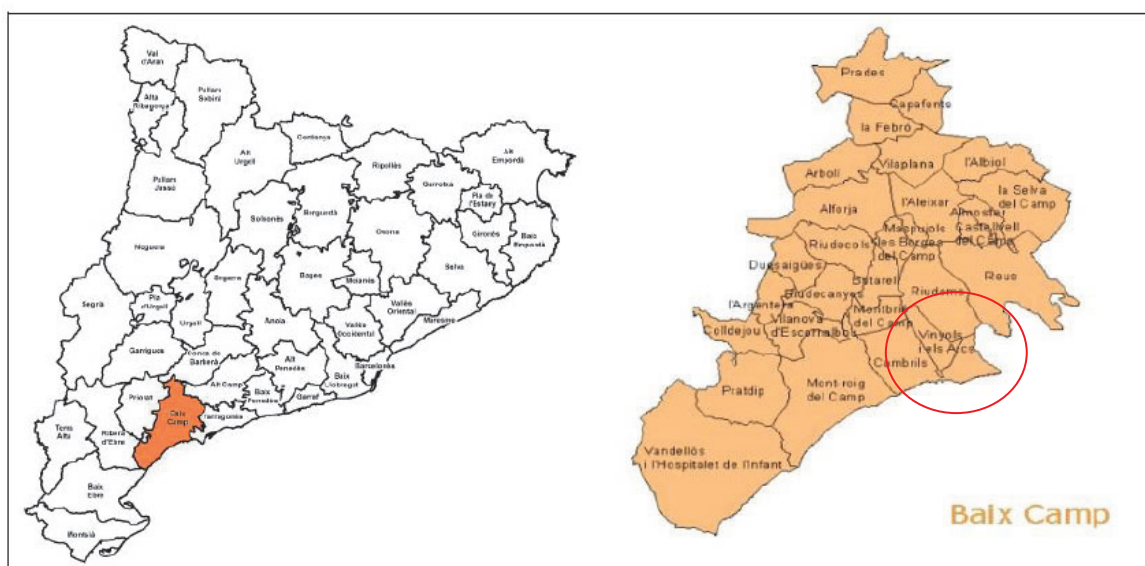 Val
d'Aran
Pallars
Sobirà
Alta
Ribagorça
Pallars
Jussà
Alt
Urgell
Cerdanya
Ripollès
Alt
Empordà
Garrotxa
Pla de
l'Estany
Gironès
Baix
Empordà
Berguedà
Solsonès
Osona
Noguera
Selva
Bages
Moianès
Segarra
Segrià
Pla
d'Urgell
Urgell
Anoia
Vallès
Oriental
Vallès
Occidental
Maresme
Garrigues
Conca de
Barberà
Alt
Penedès
Baix
Llobregat
Barcelonès
Alt Camp
Baix
Penedès
Garraf
Tarragonès
Priorat
Baix
Camp
Terra
Alta
Ribera
d'Ebre
Baix
Ebre
Montsià
Prades
Capafonts
la Febró
Vilaplana
l'Albiol
Arbolí
la Selva
del Camp
l'Aleixar
Alforja
Almoster
Castellvell
del Camp
Maspujols
les Borges
del Camp
Riudecols
Reus
Duesaigües
Botarell
Riudoms
l'Argentera
Riudecanyes
Vilanova
d'Escornalbou
Montbrió
del Camp
Colldejou
Vinyols
i els Arcs
Cambrils
Pratdip
Mont-roig
del Camp
Vandellòs
i l'Hospitalet de l'Infant
Baix Camp